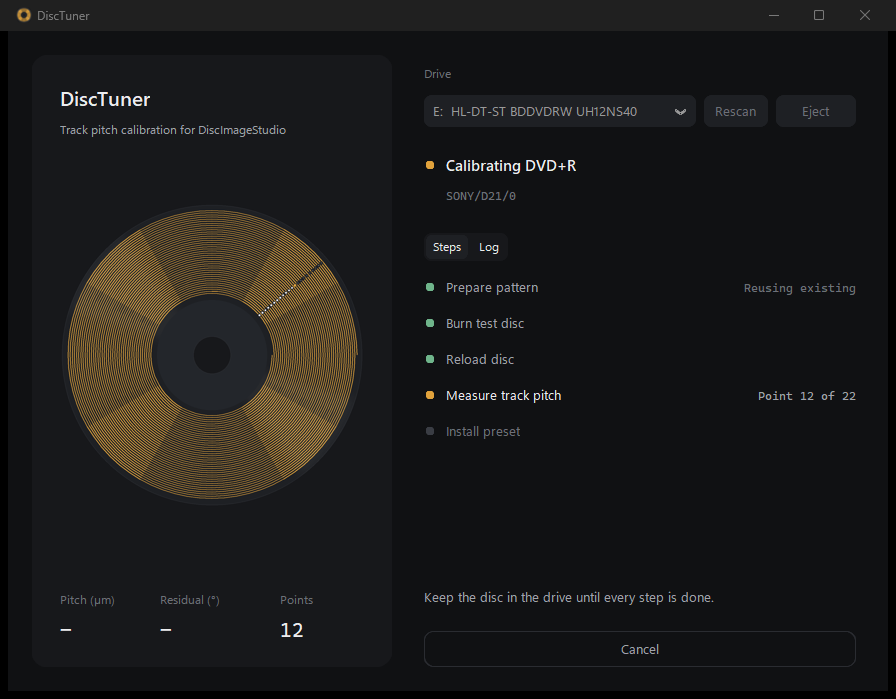 DiscTuner
DiscTuner
Track pitch calibration for DiscImageStudio
Pitch (µm)
Residual (°)
Points
–
–
12
Drive
E: HL-DT-ST BDDVDRW UH12NS40
Rescan
Eject
Calibrating DVD+R
SONY/D21/0
Steps
Log
Prepare pattern
Reusing existing
Burn test disc
Reload disc
Measure track pitch
Point 12 of 22
Install preset
Keep the disc in the drive until every step is done.
Cancel